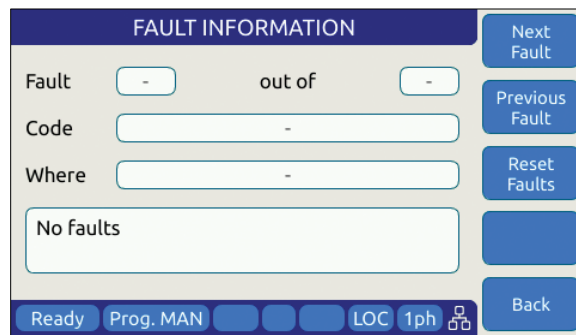 FAULT INFORMATION
Next
Fault
Fault - out of -
Previous
Fault
Code -
Where -
Reset
Faults
No faults
Back
Ready Prog. MAN LOC 1ph